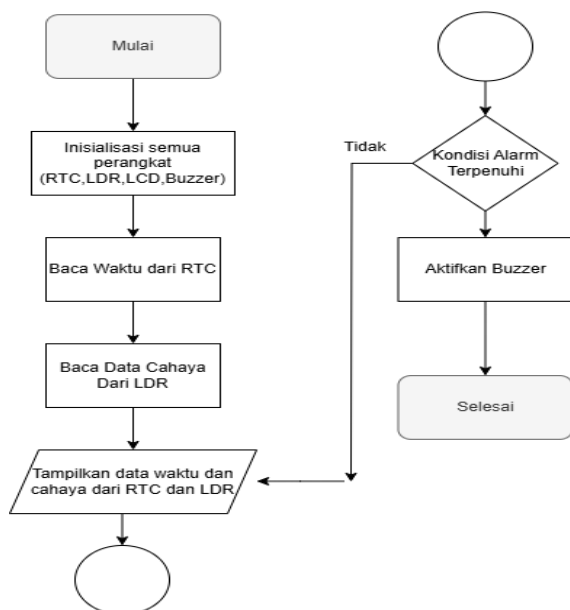 Mulai
Inisialisasi semua
perangkat
(RTC,LDR,LCD,Buzzer)
Baca Waktu dari RTC
Baca Data Cahaya
Dari LDR
Tampilkan data waktu dan
cahaya dari RTC dan LDR
Tidak
Kondisi Alarm
Terpenuhi
Aktifkan Buzzer
Selesai